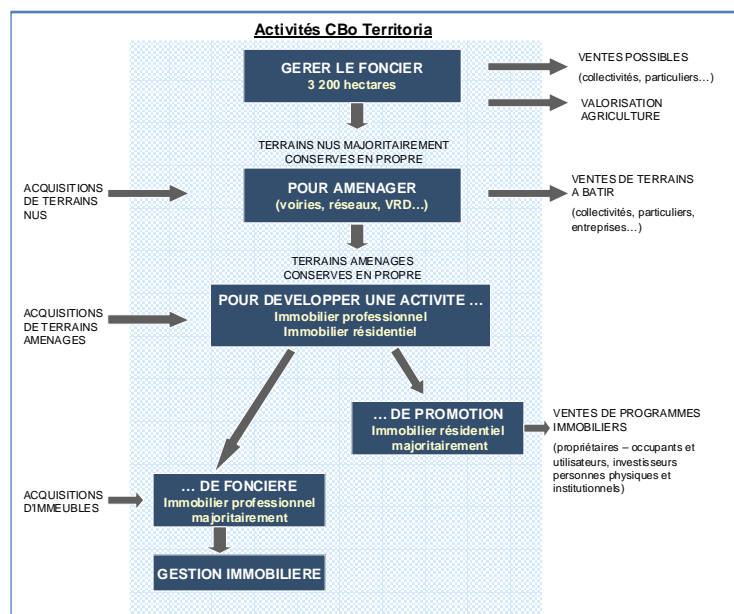 Activités CBo Territoria
GERER LE FONCIER
3 200 hectares
VENTES POSSIBLES
(collectivités, particuliers…)
VALORISATION
AGRICULTURE
TERRAINS NUS MAJORITAIREMENT
CONSERVES EN PROPRE
ACQUISITIONS
DE TERRAINS
NUS
POUR AMENAGER
(voiries, réseaux, VRD…)
VENTES DE TERRAINS
A BATIR
(collectivités, particuliers,
entreprises…)
TERRAINS AMENAGES
CONSERVES EN PROPRE
ACQUISITIONS
DE TERRAINS
AMENAGES
POUR DEVELOPPER UNE ACTIVITE …
Immobilier professionnel
Immobilier résidentiel
… DE PROMOTION
Immobilier résidentiel
majoritairement
VENTES DE PROGRAMMES
IMMOBILIERS
(propriétaires – occupants et
utilisateurs, investisseurs
personnes physiques et
institutionnels)
ACQUISITIONS
D'IMMEUBLES
… DE FONCIERE
Immobilier professionnel
majoritairement
GESTION IMMOBILIERE